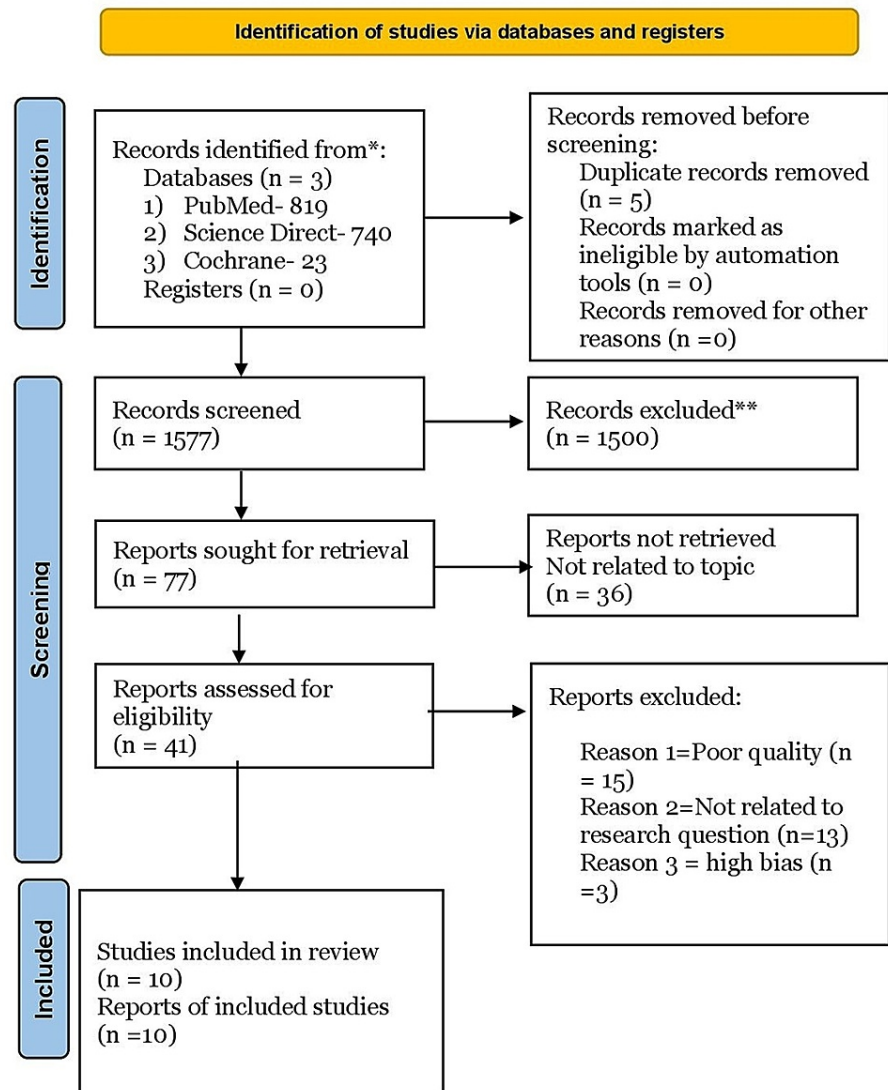 Identification of studies via databases and registers
Identification
Records identified from*:
Databases (n = 3)
1) PubMed- 819
2) Science Direct- 740
3) Cochrane- 23
Registers (n = 0)
Records removed before
screening:
Duplicate records removed
(n = 5)
Records marked as
ineligible by automation
tools (n = 0)
Records removed for other
reasons (n =0)
Screening
Records screened
(n = 1577)
Records excluded**
(n = 1500)
Reports sought for retrieval
(n = 77)
Reports not retrieved
Not related to topic
(n = 36)
Reports assessed for
eligibility
(n = 41)
Reports excluded:
Reason 1=Poor quality (n
= 15)
Reason 2=Not related to
research question (n=13)
Reason 3 = high bias (n
=3)
Included
Studies included in review
(n = 10)
Reports of included studies
(n =10)